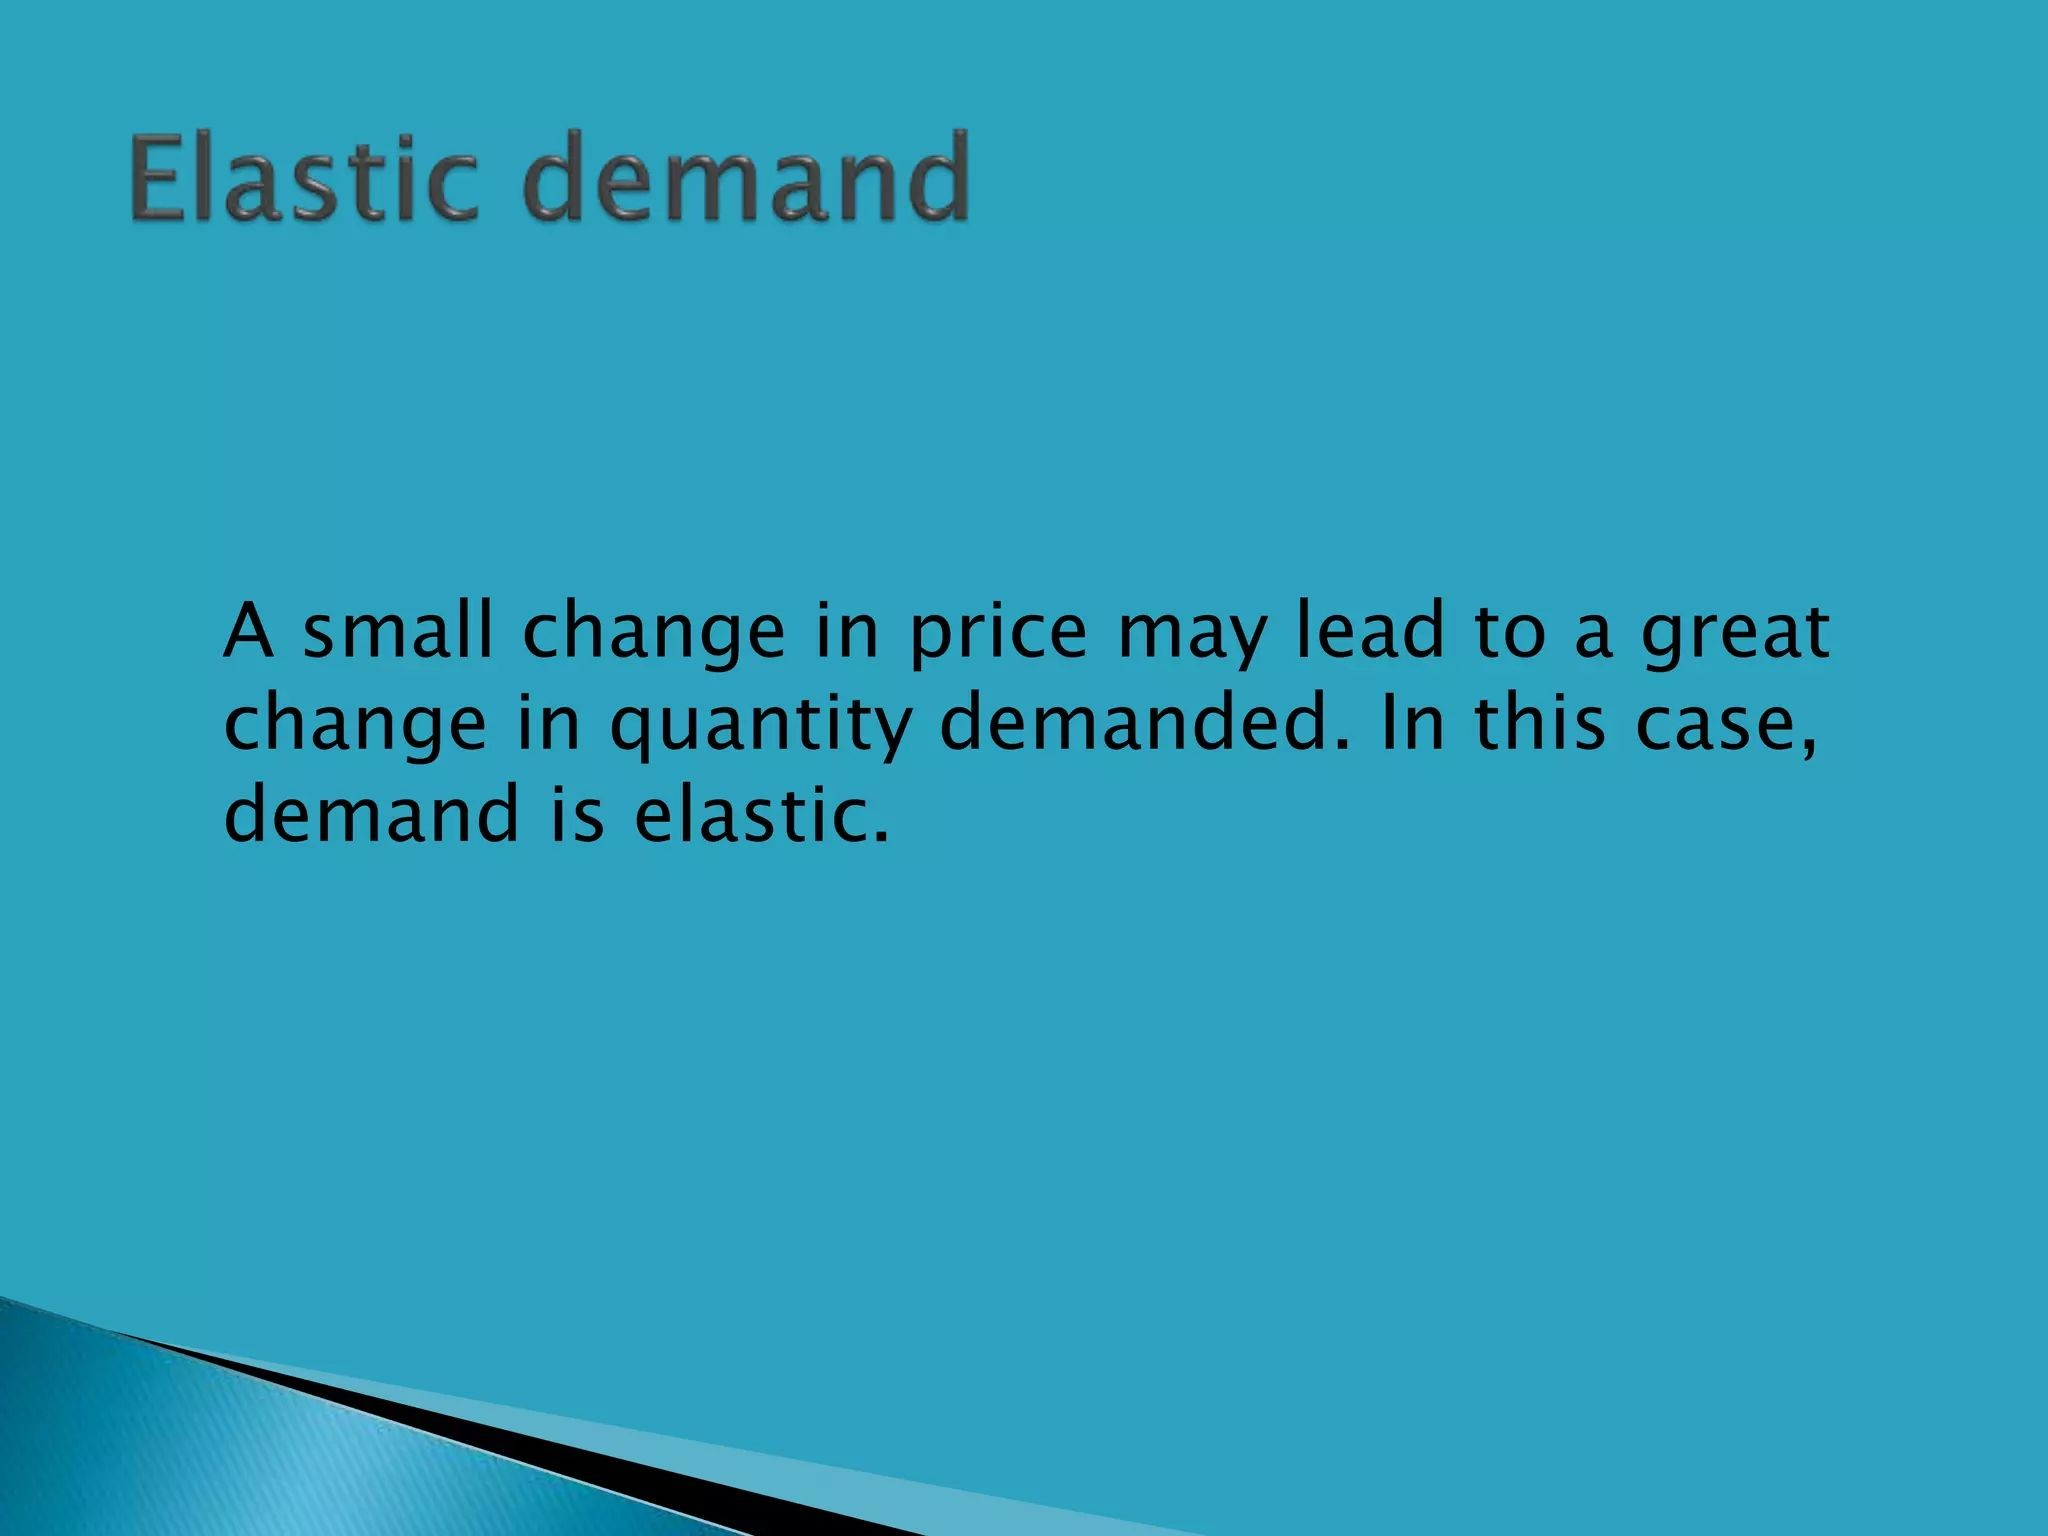 Elastic demand
A small change in price may lead to a great
change in quantity demanded. In this case,
demand is elastic.